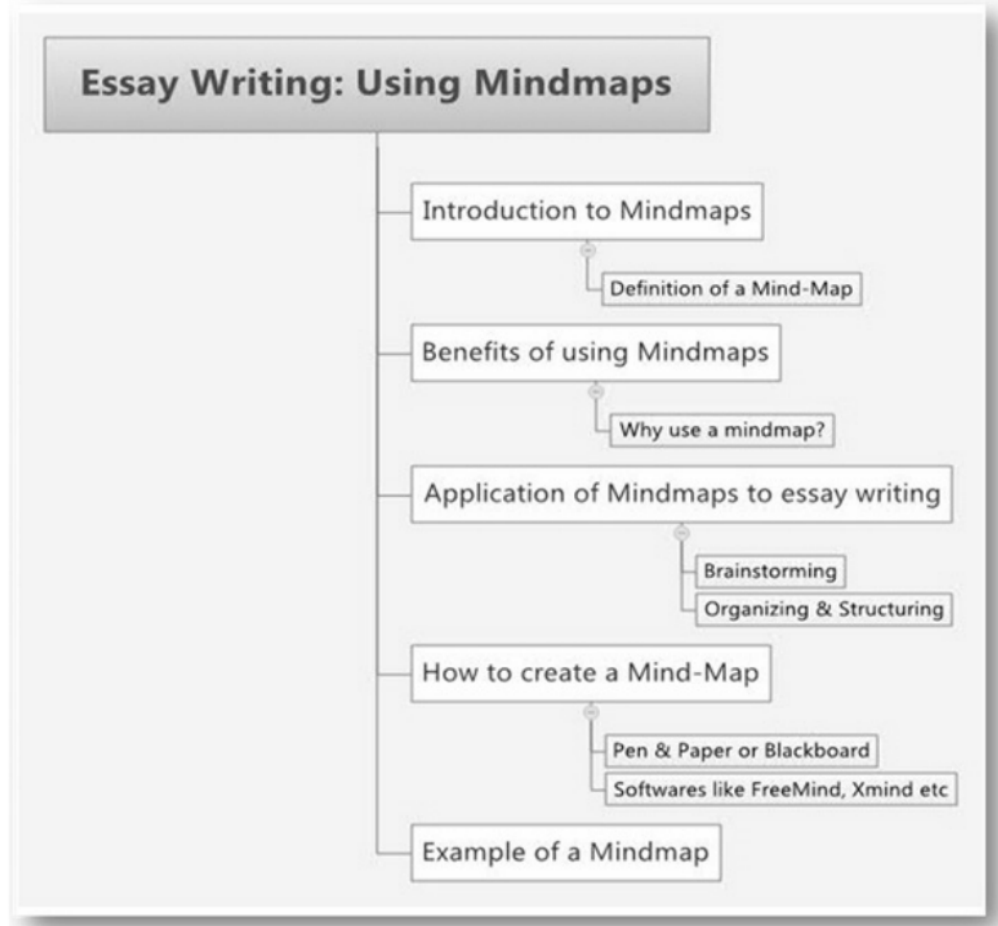 Essay Writing: Using Mindmaps
Introduction to Mindmaps
Definition of a Mind-Map
Benefits of using Mindmaps
Why use a mindmap?
Application of Mindmaps to essay writing
Brainstorming
Organizing & Structuring
How to create a Mind-Map
Pen & Paper or Blackboard
Softwares like FreeMind, Xmind etc
Example of a Mindmap